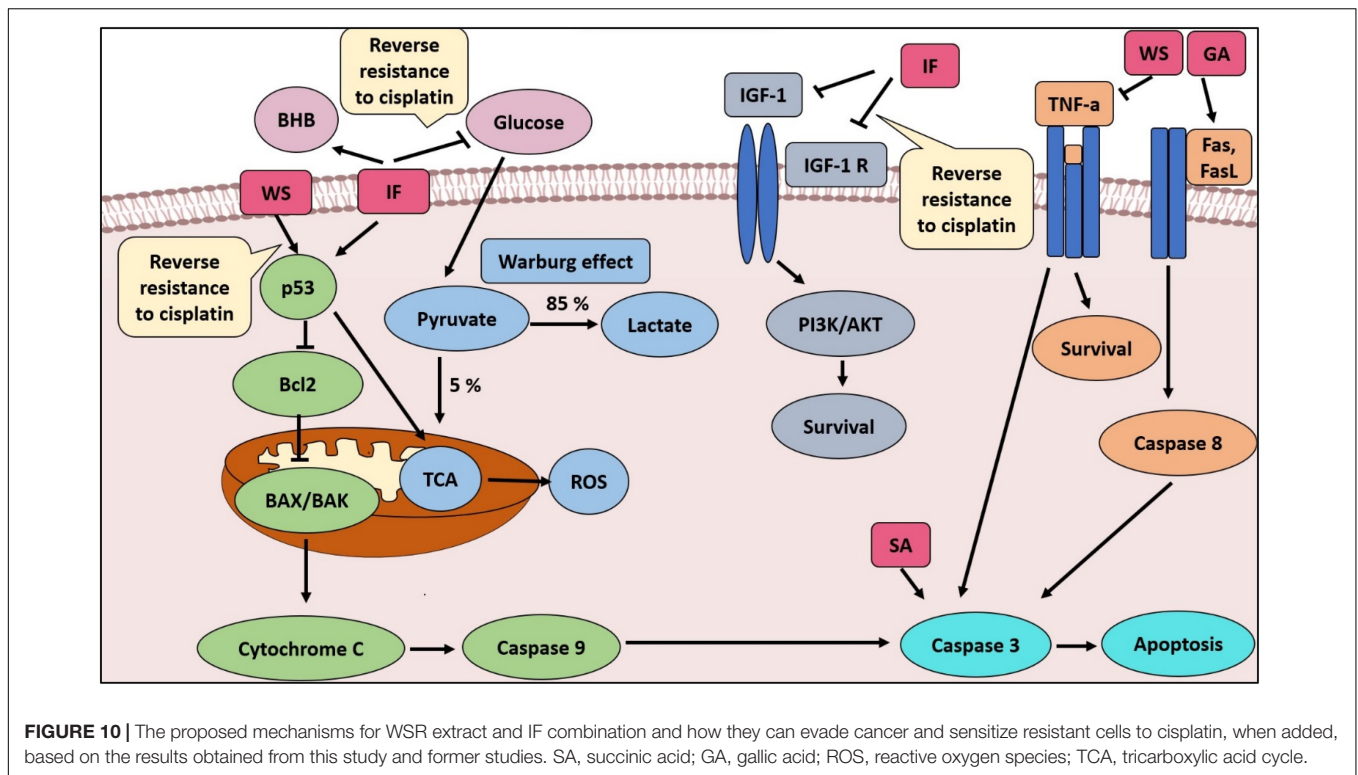 Reverse
resistance
to cisplatin
BHB
Glucose
WS
IF
Reverse
resistance
to cisplatin
p53
Warburg effect
Pyruvate
85 %
Lactate
5 %
Bcl2
BAX/BAK
TCA
ROS
Cytochrome C
Caspase 9
IGF-1
IF
IGF-1 R
Reverse
resistance
to cisplatin
PI3K/AKT
Survival
WS
GA
TNF-a
Fas,
FasL
Survival
Caspase 8
SA
Caspase 3
Apoptosis
FIGURE 10 | The proposed mechanisms for WSR extract and IF combination and how they can evade cancer and sensitize resistant cells to cisplatin, when added,
based on the results obtained from this study and former studies. SA, succinic acid; GA, gallic acid; ROS, reactive oxygen species; TCA, tricarboxylic acid cycle.